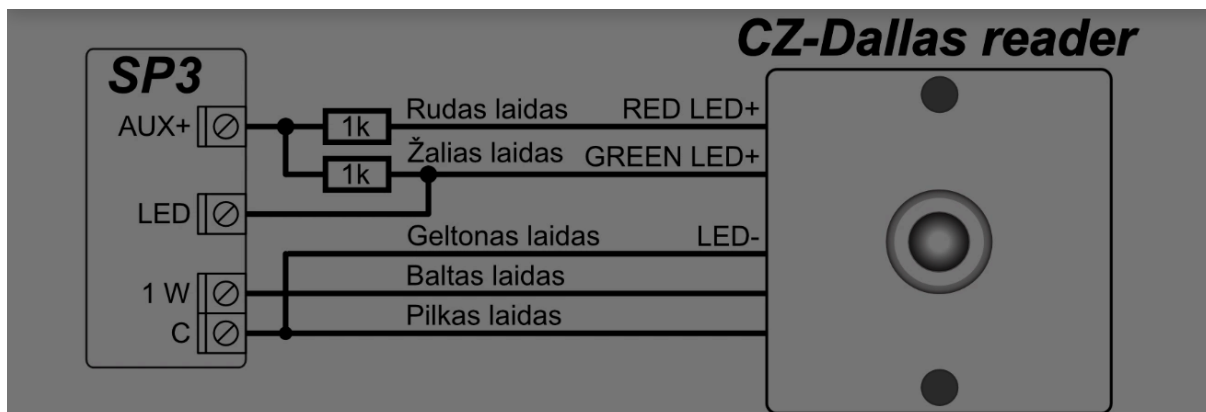 CZ-Dallas reader
SP3
AUX+
1k
Rudas laidas
RED LED+
1k
Žalias laidas
GREEN LED+
LED
Geltonas laidas
LED-
1 W
Baltas laidas
C
Pilkas laidas